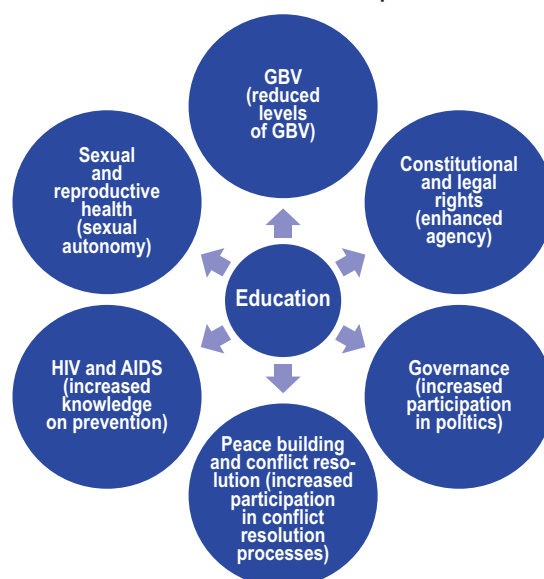 GBV
(reduced
levels
of GBV)
Sexual
and
reproductive
health
(sexual
autonomy)
Constitutional
and legal
rights
(enhanced
agency)
Education
HIV and AIDS
(increased
knowledge
on prevention)
Governance
(increased
participation
in politics)
Peace building
and conflict reso-
lution (increased
participation
in conflict
resolution
processes)